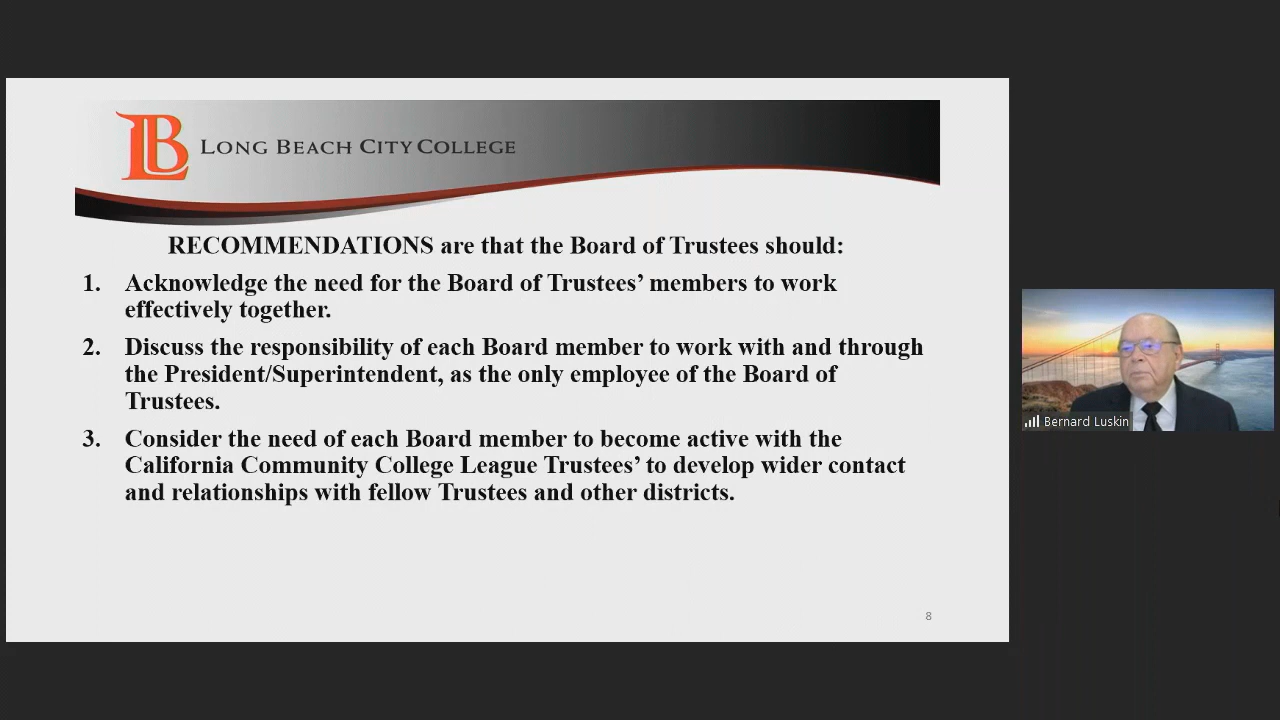 LB LONG BEACH CITY COLLEGE
RECOMMENDATIONS are that the Board of Trustees should:
1. Acknowledge the need for the Board of Trustees’ members to work
effectively together.
2. Discuss the responsibility of each Board member to work with and through
the President/Superintendent, as the only employee of the Board of
Trustees.
3. Consider the need of each Board member to become active with the
California Community College League Trustees’ to develop wider contact
and relationships with fellow Trustees and other districts.
8
Bernard Luskin